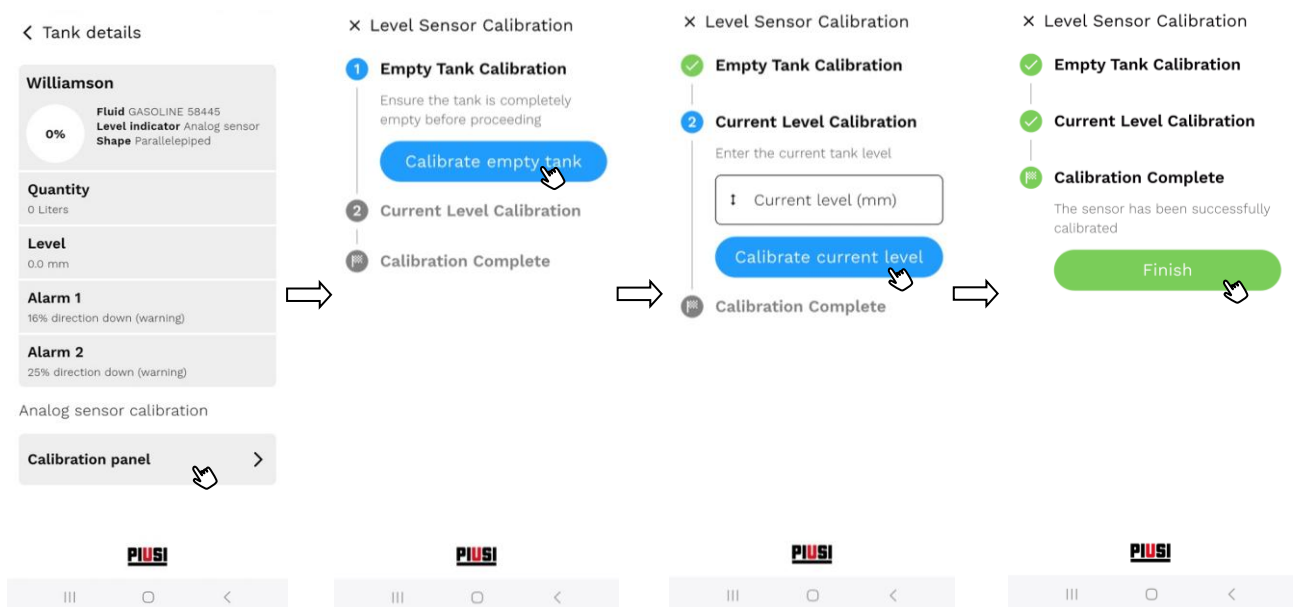 Tank details
Williamson
0%
Fluid GASOLINE 58445
Level indicator Analog sensor
Shape Parallelepiped
Quantity
0 Liters
Level
0.0 mm
Alarm 1
16% direction down (warning)
Alarm 2
25% direction down (warning)
Analog sensor calibration
Calibration panel
PIUSI
Level Sensor Calibration
1 Empty Tank Calibration
Ensure the tank is completely
empty before proceeding
Calibrate empty tank
2 Current Level Calibration
Calibration Complete
PIUSI
Level Sensor Calibration
Empty Tank Calibration
2 Current Level Calibration
Enter the current tank level
Current level (mm)
Calibrate current level
Calibration Complete
PIUSI
Level Sensor Calibration
Empty Tank Calibration
Current Level Calibration
Calibration Complete
The sensor has been successfully
calibrated
Finish
PIUSI